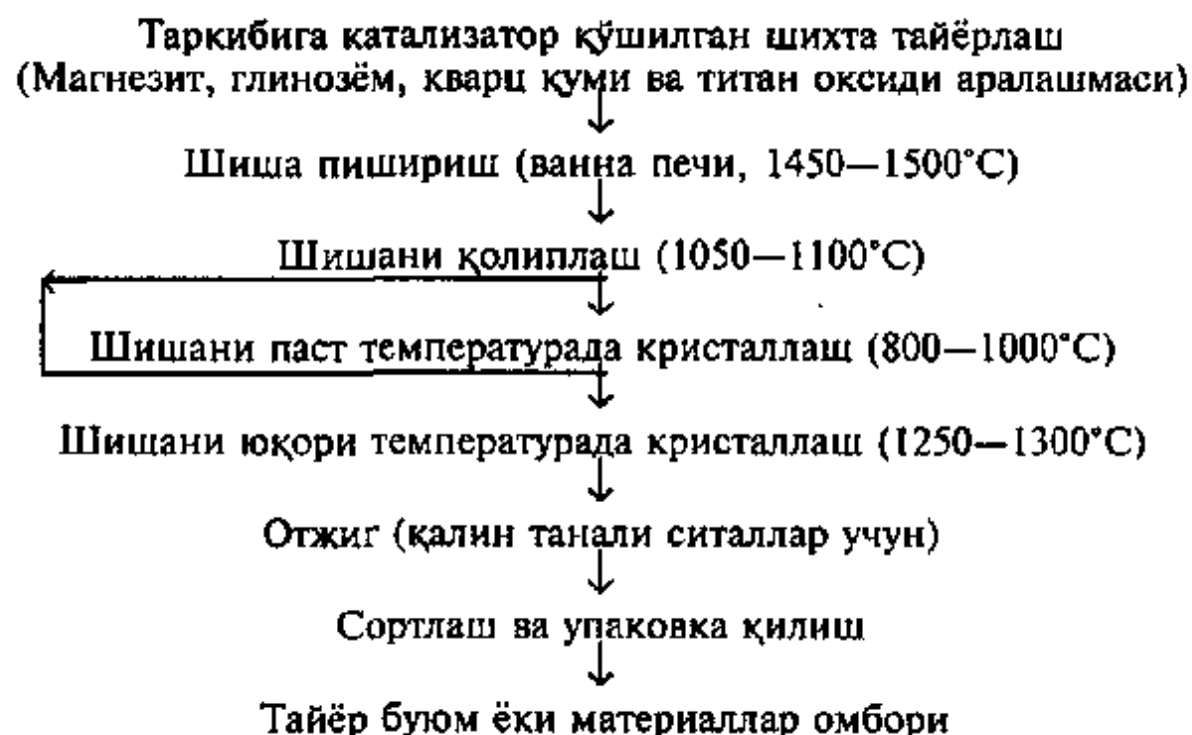 Таркибига катализатор қўшилган шихта тайёрлаш
(Магнезит, глинозём, кварц қуми ва титан оксиди аралашмаси)
Шиша пишириш (ванна печи, 1450—1500°С)
Шишани қолиплаш (1050—1100°С)
Шишани паст температурада кристаллаш (800—1000°С)
Шишани юқори температурада кристаллаш (1250—1300°С)
Отжиг (қалин танали ситаллар учун)
Сортлаш ва упаковка қилиш
Тайёр буюм ёки материаллар омбори